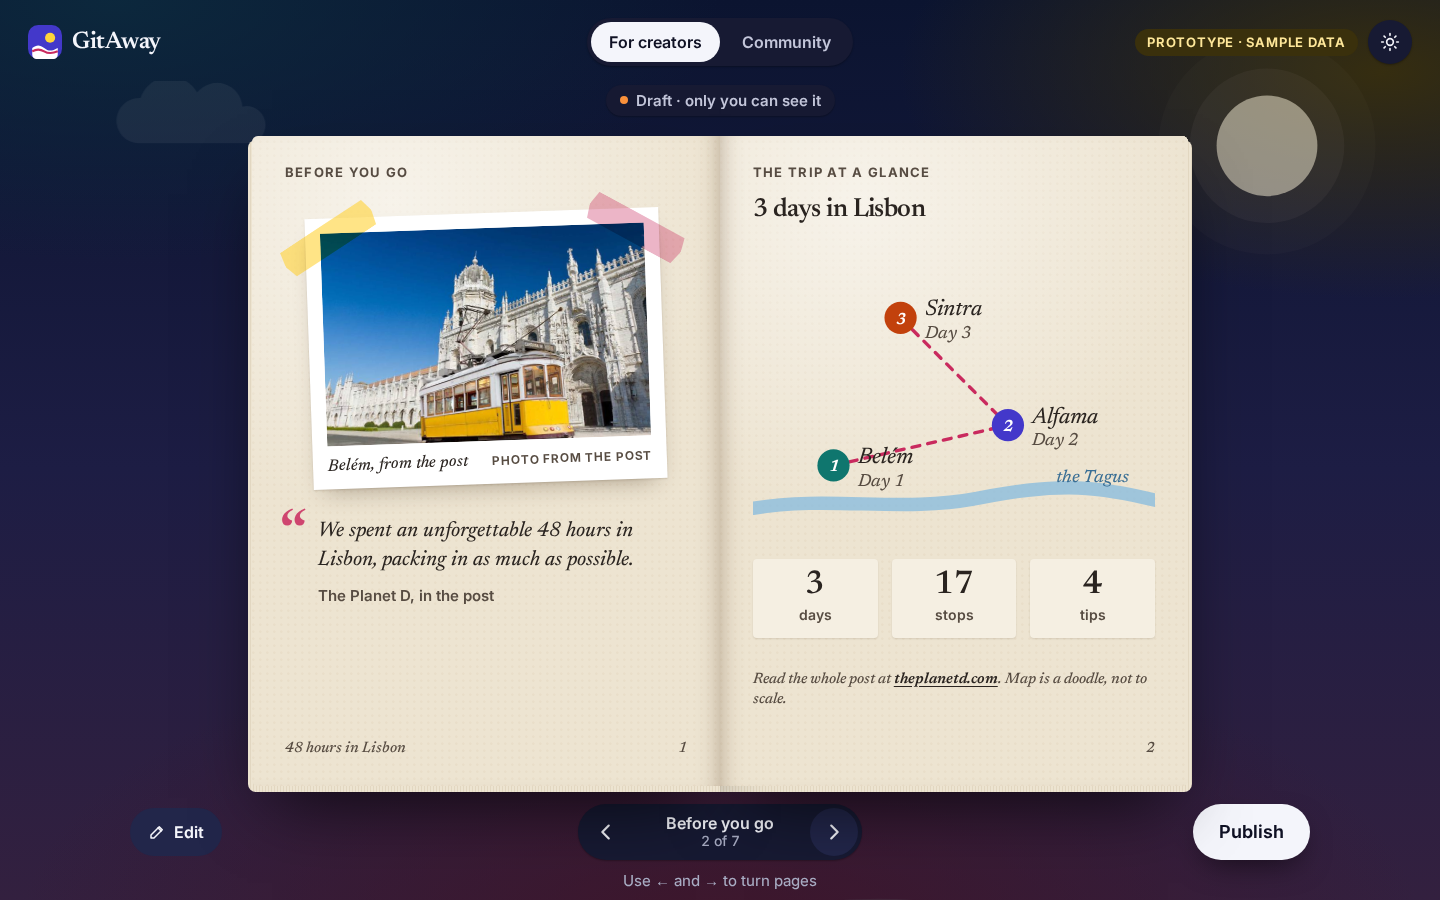 GitAway
For creators
Community
PROTOTYPE · SAMPLE DATA
Draft · only you can see it
BEFORE YOU GO
Belém, from the post
PHOTO FROM THE POST
“ We spent an unforgettable 48 hours in
Lisbon, packing in as much as possible.
The Planet D, in the post
48 hours in Lisbon
1
THE TRIP AT A GLANCE
3 days in Lisbon
3
Sintra
Day 3
2
Alfama
Day 2
1
Belém
Day 1
the Tagus
3
days
17
stops
4
tips
Read the whole post at theplanetd.com. Map is a doodle, not to
scale.
2
Edit
Before you go
2 of 7
Publish
Use ← and → to turn pages